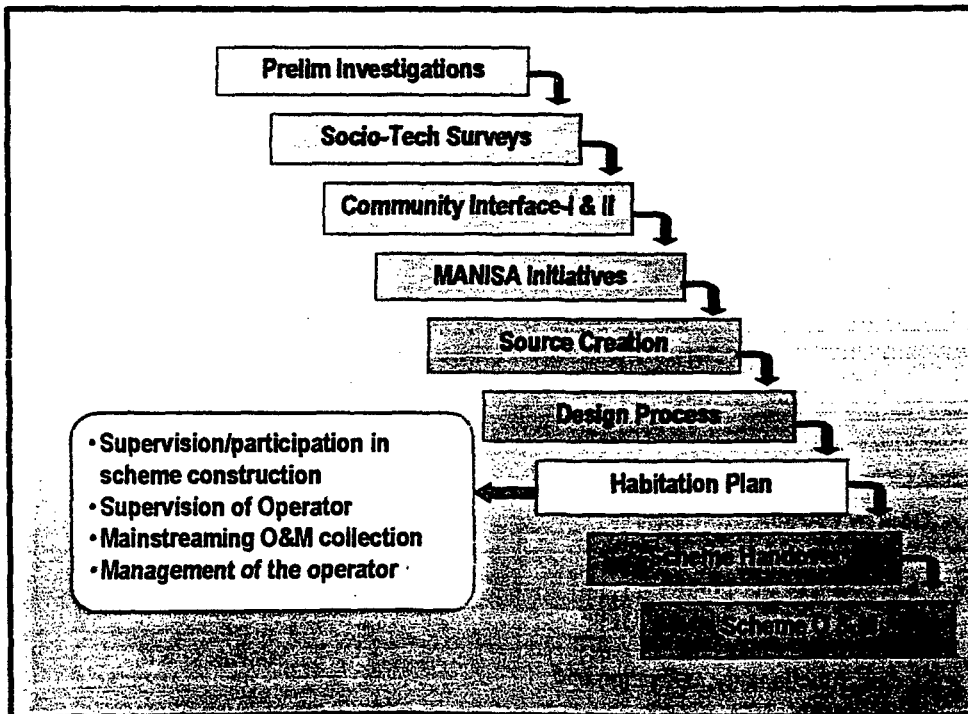 Prelim Investigations
Socio-Tech Surveys
Community Interface-I & II
MANISA Initiatives
Source Creation
Design Process
Habitation Plan
• Supervision/participation in
scheme construction
• Supervision of Operator
• Mainstreaming O&M collection
• Management of the operator
Scheme
Scheme O & M